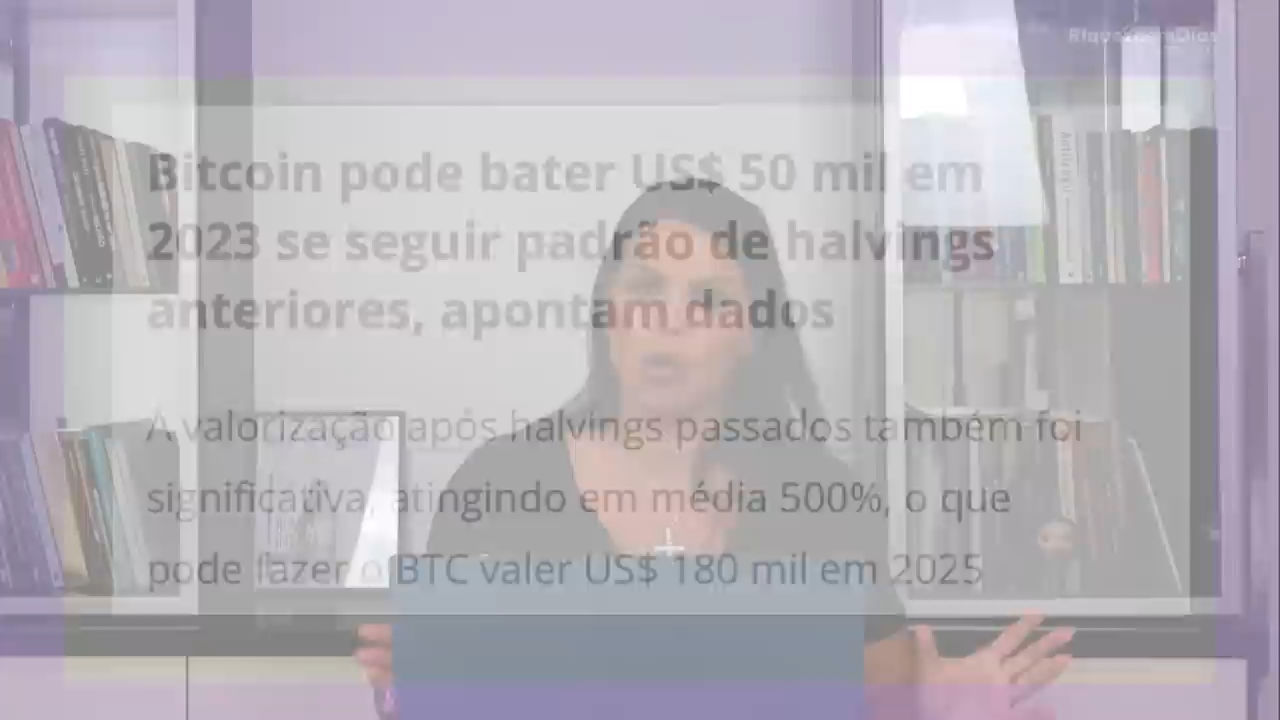 Bitcoin pode bater US$ 50 mil em
2023 se seguir padrão de halvings
anteriores, apontam dados
A valorização após halvings passados também foi
significativa, atingindo em média 500%, o que
pode fazer o BTC valer US$ 180 mil em 2025